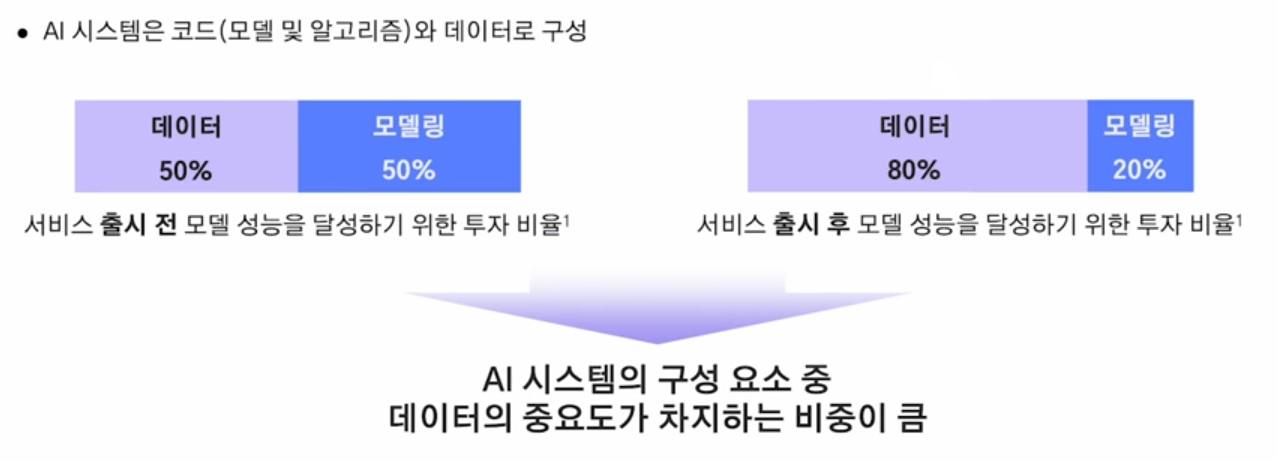 • AI 시스템은 코드(모델 및 알고리즘)와 데이터로 구성
데이터
50%
모델링
50%
서비스 출시 전 모델 성능을 달성하기 위한 투자 비율¹
데이터
80%
모델링
20%
서비스 출시 후 모델 성능을 달성하기 위한 투자 비율¹
AI 시스템의 구성 요소 중
데이터의 중요도가 차지하는 비중이 큼